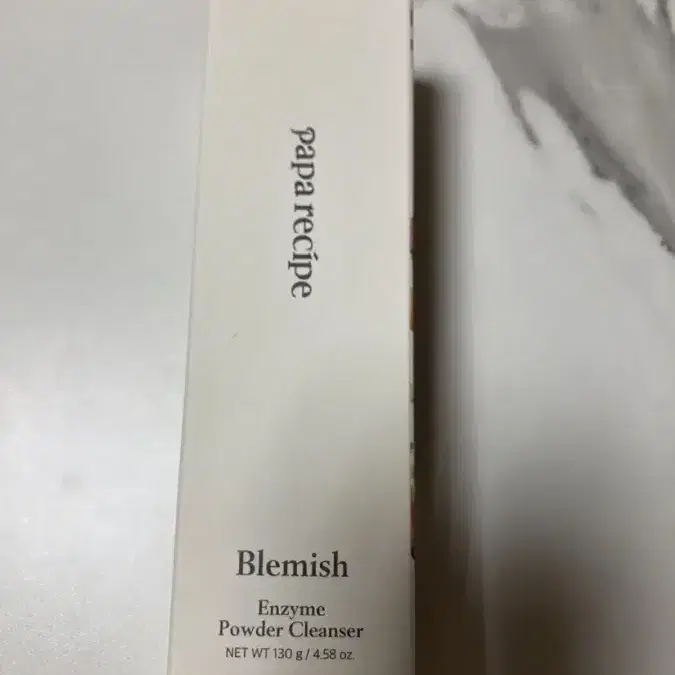 papa recipe
Blemish
Enzyme
Powder Cleanser
NET WT 130 g / 4.58 oz.